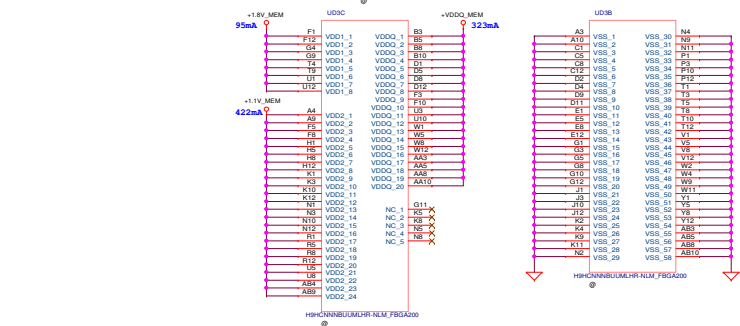 @
+1.8V_MEM
UD3C
+VDDQ_MEM
UD3B
95mA
323mA
F1 VDD1_1 VDDQ_1 B3
F12 VDD1_2 VDDQ_2 B5
G4 VDD1_3 VDDQ_3 B8
G9 VDD1_4 VDDQ_4 B10
T4 VDD1_5 VDDQ_5 D1
T9 VDD1_6 VDDQ_6 D5
U1 VDD1_7 VDDQ_7 D8
U12 VDD1_8 VDDQ_8 D12
VDDQ_9 F3
+1.1V_MEM
VDDQ_10 F10
422mA
A4 VDD2_1 VDDQ_11 U3
A9 VDD2_2 VDDQ_12 U10
F5 VDD2_3 VDDQ_13 W1
F8 VDD2_4 VDDQ_14 W5
H1 VDD2_5 VDDQ_15 W8
H5 VDD2_6 VDDQ_16 W12
H8 VDD2_7 VDDQ_17 AA3
H12 VDD2_8 VDDQ_18 AA5
K1 VDD2_9 VDDQ_19 AA8
K3 VDD2_10 VDDQ_20 AA10
K10 VDD2_11
K12 VDD2_12
N1 VDD2_13 NC_1 G11
N3 VDD2_14 NC_2 K5
N10 VDD2_15 NC_3 K8
N12 VDD2_16 NC_4 N5
R1 VDD2_17 NC_5 N8
R5 VDD2_18
R8 VDD2_19
R12 VDD2_20
U5 VDD2_21
U8 VDD2_22
AB4 VDD2_23
AB9 VDD2_24
H9HCNNNBUUMLHR-NLM_FBGA200
@
A3 VSS_1 VSS_30 N4
A10 VSS_2 VSS_31 N9
C1 VSS_3 VSS_32 N11
C5 VSS_4 VSS_33 P1
C8 VSS_5 VSS_34 P3
C12 VSS_6 VSS_35 P10
D2 VSS_7 VSS_36 P12
D4 VSS_8 VSS_37 T1
D9 VSS_9 VSS_38 T3
D11 VSS_10 VSS_39 T5
E1 VSS_11 VSS_40 T8
E5 VSS_12 VSS_41 T10
E8 VSS_13 VSS_42 T12
E12 VSS_14 VSS_43 V1
G1 VSS_15 VSS_44 V5
G3 VSS_16 VSS_45 V8
G5 VSS_17 VSS_46 V12
G8 VSS_18 VSS_47 W2
G10 VSS_19 VSS_48 W4
G12 VSS_20 VSS_49 W9
J1 VSS_21 VSS_50 W11
J3 VSS_22 VSS_51 Y1
J10 VSS_23 VSS_52 Y5
J12 VSS_24 VSS_53 Y8
K2 VSS_25 VSS_54 Y12
K4 VSS_26 VSS_55 AB3
K9 VSS_27 VSS_56 AB5
K11 VSS_28 VSS_57 AB8
N2 VSS_29 VSS_58 AB10
H9HCNNNBUUMLHR-NLM_FBGA200
@